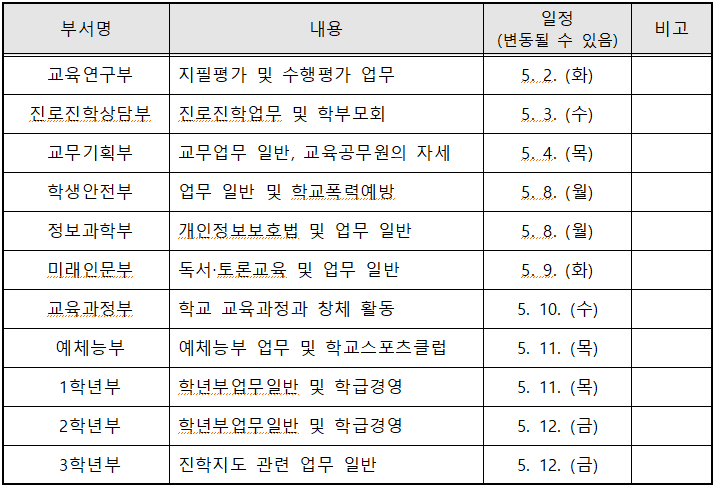 부서명 내용 일정 비고
(변동될 수 있음)
교육연구부 지필평가 및 수행평가 업무 5. 2. (화)
진로진학상담부 진로진학업무 및 학부모회 5. 3. (수)
교무기획부 교무업무 일반, 교육공무원의 자세 5. 4. (목)
학생안전부 업무 일반 및 학교폭력예방 5. 8. (월)
정보과학부 개인정보보호법 및 업무 일반 5. 8. (월)
미래인문부 독서·토론교육 및 업무 일반 5. 9. (화)
교육과정부 학교 교육과정과 창체 활동 5. 10. (수)
예체능부 예체능부 업무 및 학교스포츠클럽 5. 11. (목)
1학년부 학년부업무일반 및 학급경영 5. 11. (목)
2학년부 학년부업무일반 및 학급경영 5. 12. (금)
3학년부 진학지도 관련 업무 일반 5. 12. (금)